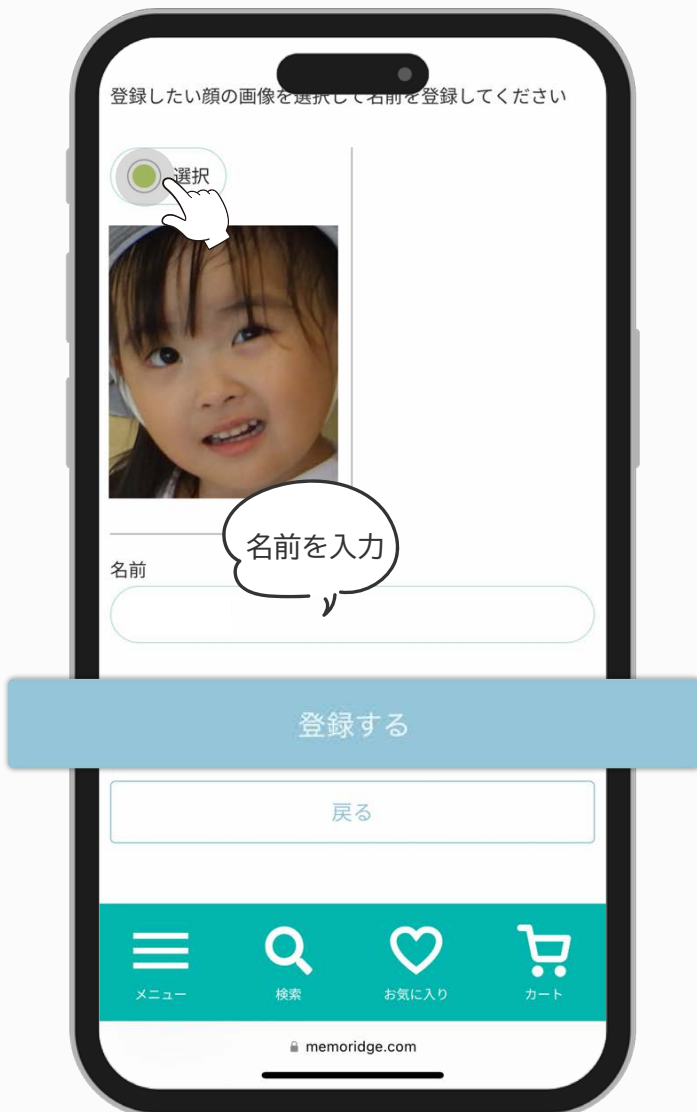 登録したい顔の画像を選択して名前を登録してください
選択
名前を入力
名前
登録する
戻る
メニュー
検索
お気に入り
カート
memoridge.com